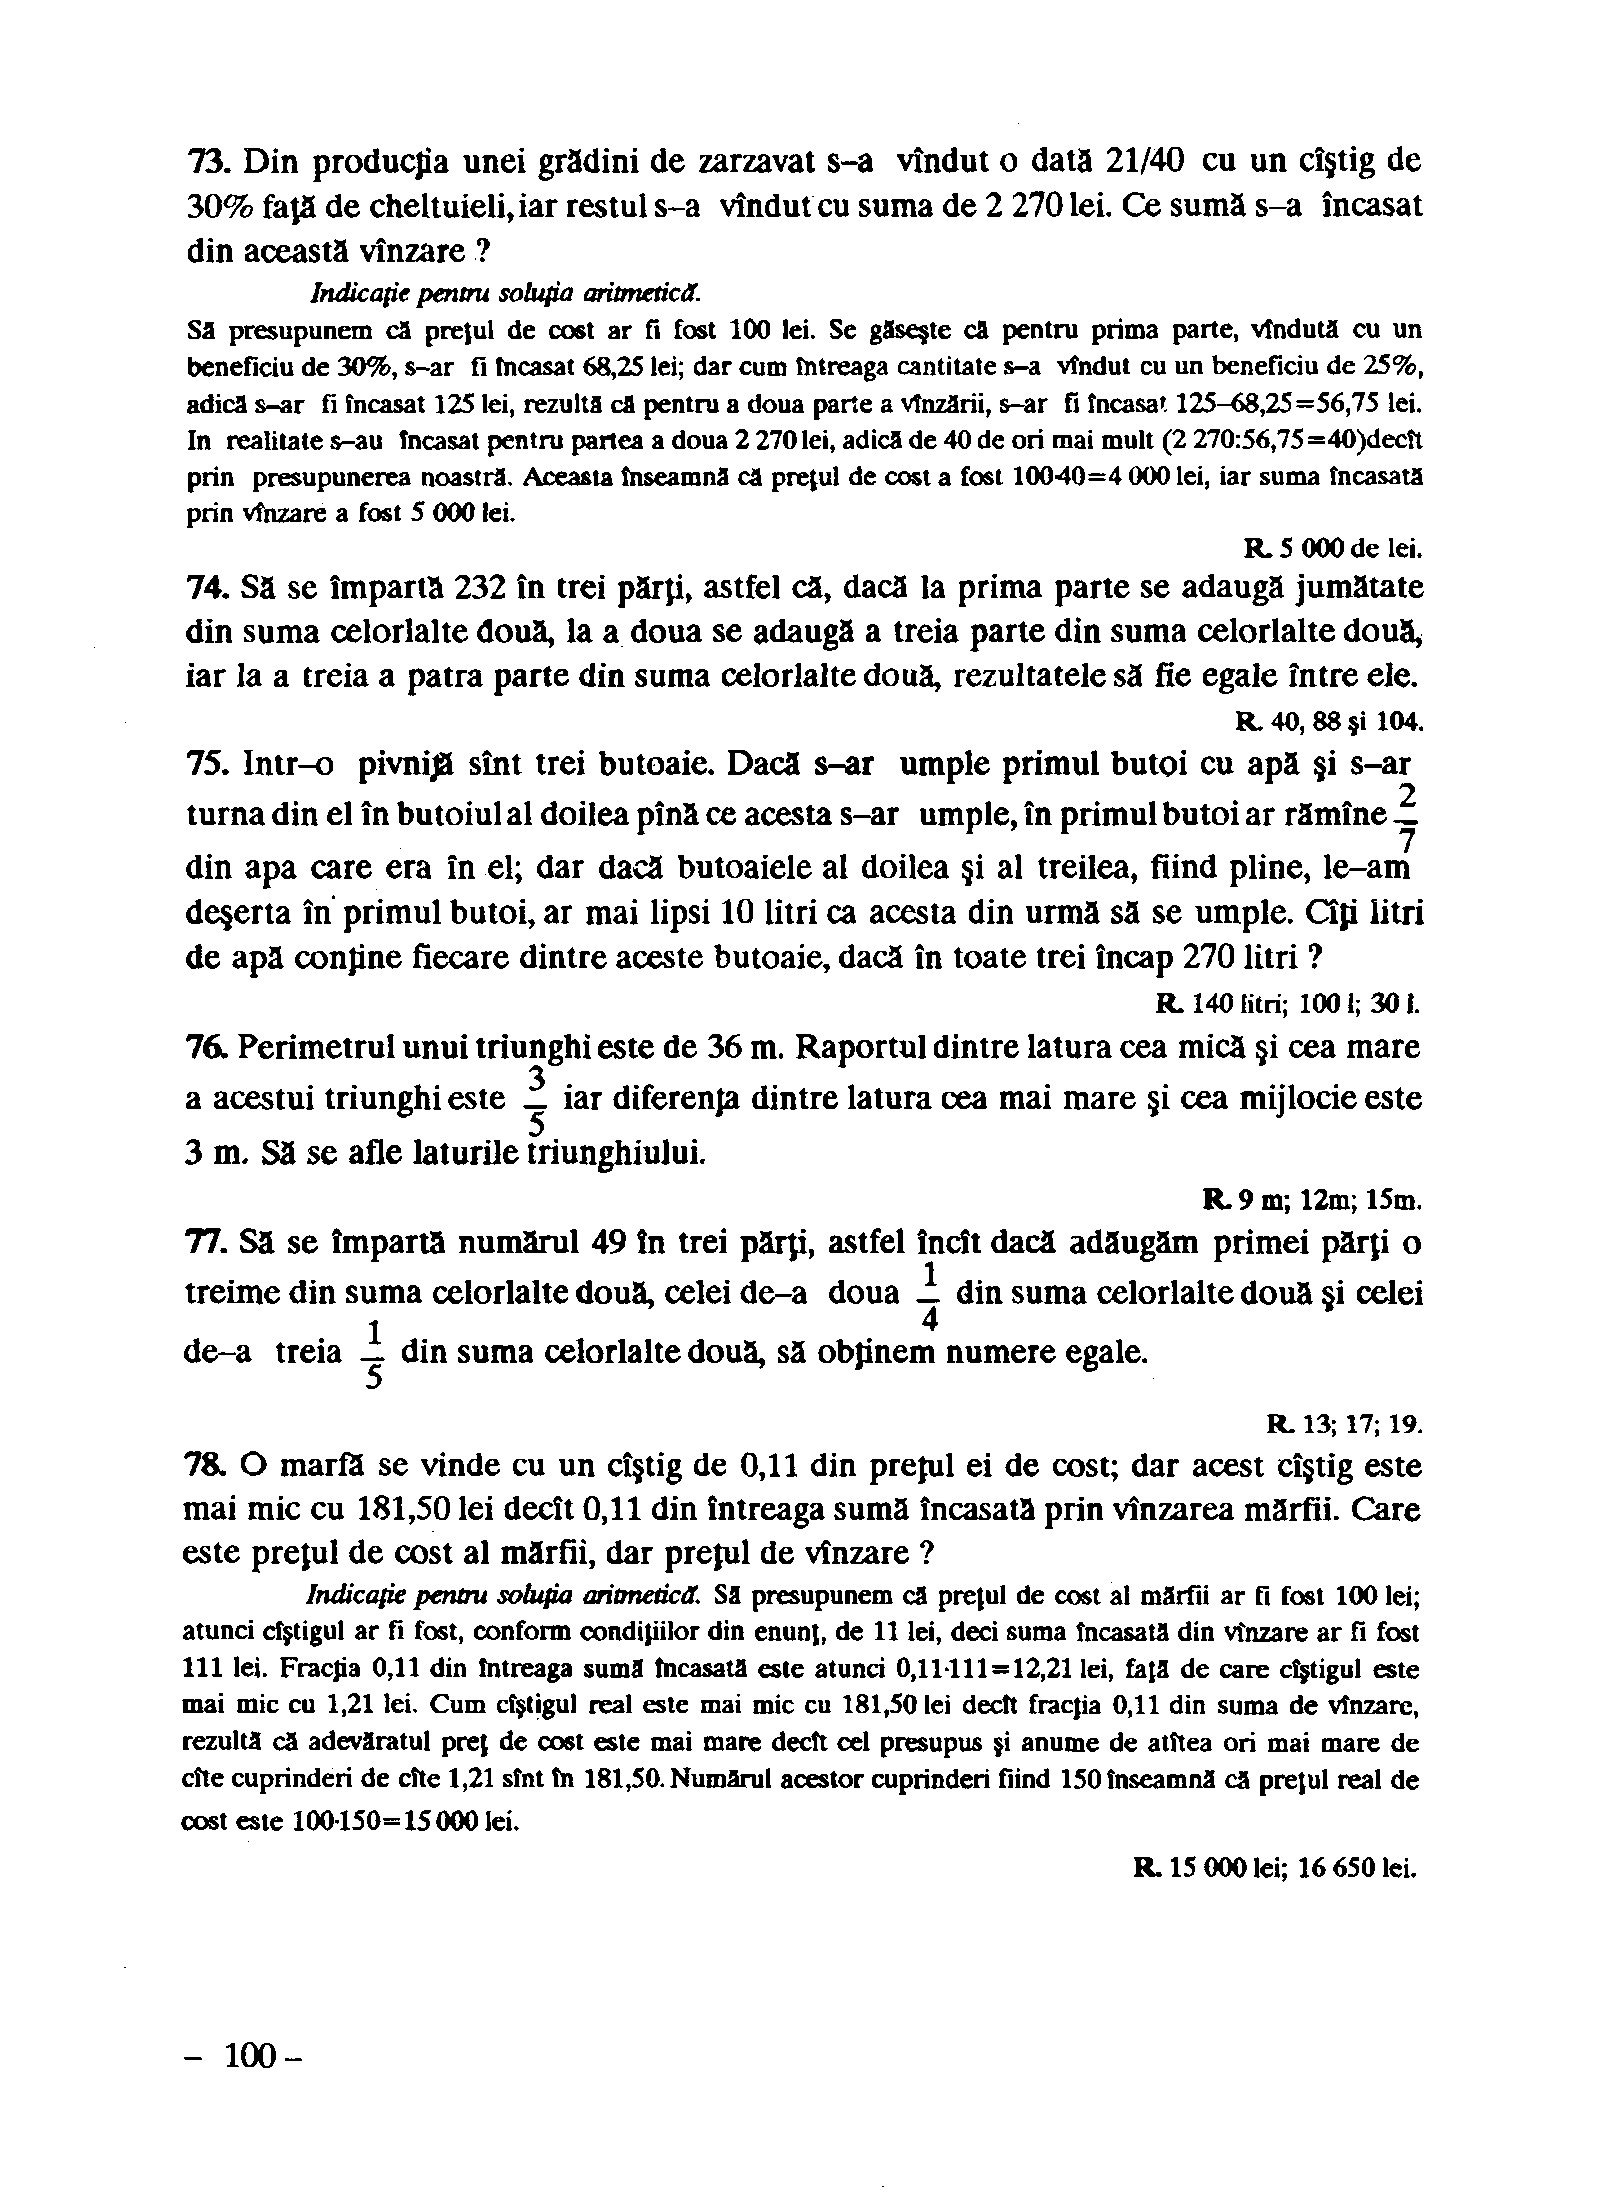 73. Din producţia unei grădini de zarzavat s–a vîndut o dată 21/40 cu un cîştig de
30% faţă de cheltuieli, iar restul s–a vîndut cu suma de 2 270 lei. Ce sumă s–a încasat
din această vînzare ?
Indicaţie pentru soluţia aritmetică.
Să presupunem că preţul de cost ar fi fost 100 lei. Se găseşte că pentru prima parte, vîndută cu un
beneficiu de 30%, s–ar fi încasat 68,25 lei; dar cum întreaga cantitate s–a vîndut cu un beneficiu de 25%,
adică s–ar fi încasat 125 lei, rezultă că pentru a doua parte a vînzării, s–ar fi încasat 125–68,25=56,75 lei.
In realitate s–au încasat pentru partea a doua 2 270 lei, adică de 40 de ori mai mult (2 270:56,75=40)decît
prin presupunerea noastră. Aceasta înseamnă că preţul de cost a fost 100·40=4 000 lei, iar suma încasată
prin vînzare a fost 5 000 lei.
R. 5 000 de lei.
74. Să se împartă 232 în trei părţi, astfel că, dacă la prima parte se adaugă jumătate
din suma celorlalte două, la a doua se adaugă a treia parte din suma celorlalte două,
iar la a treia a patra parte din suma celorlalte două, rezultatele să fie egale între ele.
R. 40, 88 şi 104.
75. Intr–o pivniţă sînt trei butoaie. Dacă s–ar umple primul butoi cu apă şi s–ar
turna din el în butoiul al doilea pînă ce acesta s–ar umple, în primul butoi ar rămîne 2/7
din apa care era în el; dar dacă butoaiele al doilea şi al treilea, fiind pline, le–am
deşerta în primul butoi, ar mai lipsi 10 litri ca acesta din urmă să se umple. Cîţi litri
de apă conţine fiecare dintre aceste butoaie, dacă în toate trei încap 270 litri ?
R. 140 litri; 100 l; 30 l.
76. Perimetrul unui triunghi este de 36 m. Raportul dintre latura cea mică şi cea mare
a acestui triunghi este 3/5 iar diferenţa dintre latura cea mai mare şi cea mijlocie este
3 m. Să se afle laturile triunghiului.
R. 9 m; 12m; 15m.
77. Să se împartă numărul 49 în trei părţi, astfel încît dacă adăugăm primei părţi o
treime din suma celorlalte două, celei de–a doua 1/4 din suma celorlalte două şi celei
de–a treia 1/5 din suma celorlalte două, să obţinem numere egale.
R. 13; 17; 19.
78. O marfă se vinde cu un cîştig de 0,11 din preţul ei de cost; dar acest cîştig este
mai mic cu 181,50 lei decît 0,11 din întreaga sumă încasată prin vînzarea mărfii. Care
este preţul de cost al mărfii, dar preţul de vînzare ?
Indicaţie pentru soluţia aritmetică. Să presupunem că preţul de cost al mărfii ar fi fost 100 lei;
atunci cîştigul ar fi fost, conform condiţiilor din enunţ, de 11 lei, deci suma încasată din vînzare ar fi fost
111 lei. Fracţia 0,11 din întreaga sumă încasată este atunci 0,11·111=12,21 lei, faţă de care cîştigul este
mai mic cu 1,21 lei. Cum cîştigul real este mai mic cu 181,50 lei decît fracţia 0,11 din suma de vînzare,
rezultă că adevăratul preţ de cost este mai mare decît cel presupus şi anume de atîtea ori mai mare de
cîte cuprinderi de cîte 1,21 sînt în 181,50. Numărul acestor cuprinderi fiind 150 înseamnă că preţul real de
cost este 100·150=15 000 lei.
R. 15 000 lei; 16 650 lei.
– 100 –